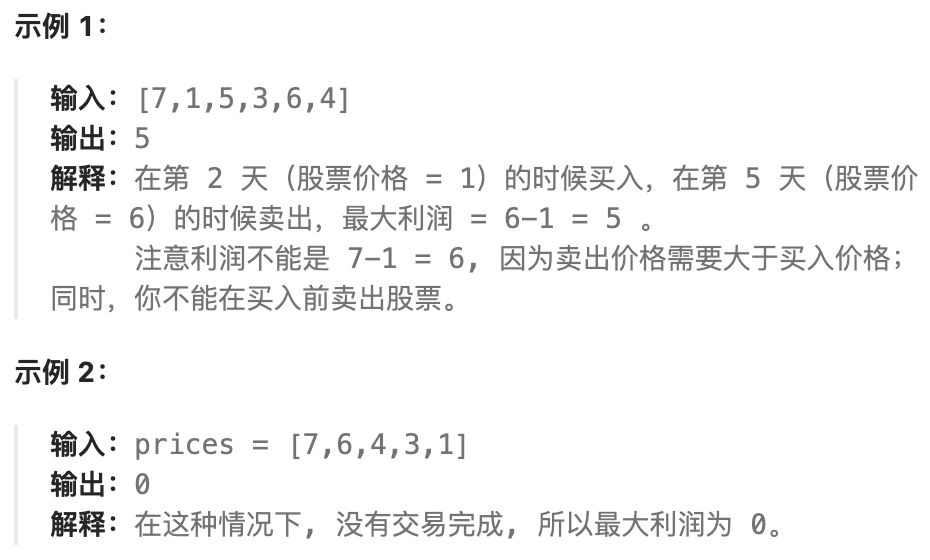 示例 1：
输入：[7,1,5,3,6,4]
输出：5
解释：在第 2 天（股票价格 = 1）的时候买入，在第 5 天（股票价
格 = 6）的时候卖出，最大利润 = 6-1 = 5 。
注意利润不能是 7-1 = 6, 因为卖出价格需要大于买入价格；
同时，你不能在买入前卖出股票。
示例 2：
输入：prices = [7,6,4,3,1]
输出：0
解释：在这种情况下, 没有交易完成, 所以最大利润为 0。